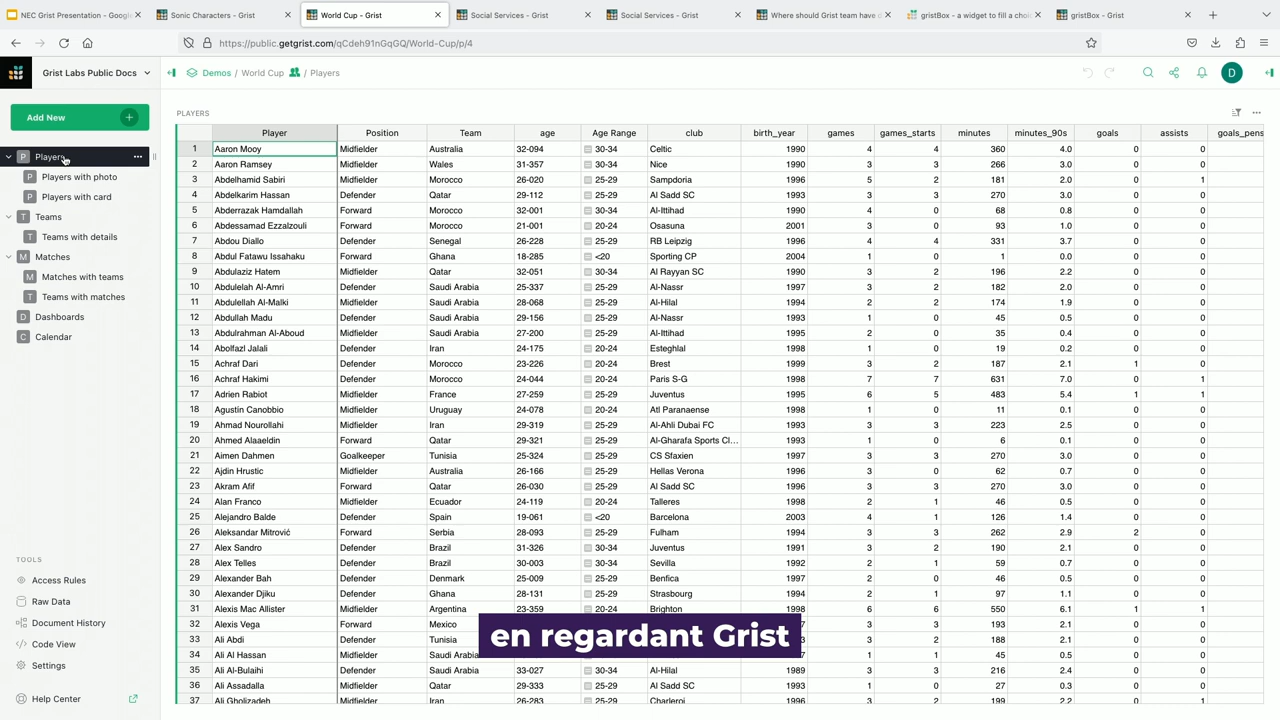 NEC Grist Presentation - Google
Sonic Characters - Grist
World Cup - Grist
Social Services - Grist
Social Services - Grist
Where should Grist team have d
gristBox - a widget to fill a choi
gristBox - Grist
https://public.getgrist.com/qCdeh91nGqGQ/World-Cup/p/4
Grist Labs Public Docs
Demos / World Cup / Players
D
Add New
P Players
P Players with photo
P Players with card
T Teams
T Teams with details
M Matches
M Matches with teams
T Teams with matches
D Dashboards
C Calendar
TOOLS
Access Rules
Raw Data
Document History
Code View
Settings
Help Center
PLAYERS
Player Position Team age Age Range club birth_year games games_starts minutes minutes_90s goals assists goals_pens
1 Aaron Mooy Midfielder Australia 32-094 30-34 Celtic 1990 4 4 360 4.0 0 0
2 Aaron Ramsey Midfielder Wales 31-357 30-34 Nice 1990 3 3 266 3.0 0 0
3 Abdelhamid Sabiri Midfielder Morocco 26-020 25-29 Sampdoria 1996 5 2 181 2.0 0 1
4 Abdelkarim Hassan Defender Qatar 29-112 25-29 Al Sadd SC 1993 3 3 270 3.0 0 0
5 Abderrazak Hamdallah Forward Morocco 32-001 30-34 Al-Ittihad 1990 4 0 68 0.8 0 0
6 Abdessamad Ezzalzouli Forward Morocco 21-001 20-24 Osasuna 2001 3 0 93 1.0 0 0
7 Abdou Diallo Defender Senegal 26-228 25-29 RB Leipzig 1996 4 4 331 3.7 0 0
8 Abdul Fatawu Issahaku Forward Ghana 18-285 <20 Sporting CP 2004 1 0 1 0.0 0 0
9 Abdulaziz Hatem Midfielder Qatar 32-051 30-34 Al Rayyan SC 1990 3 2 196 2.2 0 0
10 Abdulelah Al-Amri Defender Saudi Arabia 25-337 25-29 Al-Nassr 1997 3 2 182 2.0 0 0
11 Abdulellah Al-Malki Midfielder Saudi Arabia 28-068 25-29 Al-Hilal 1994 2 2 174 1.9 0 0
12 Abdullah Madu Defender Saudi Arabia 29-156 25-29 Al-Nassr 1993 1 0 45 0.5 0 0
13 Abdulrahman Al-Aboud Midfielder Saudi Arabia 27-200 25-29 Al-Ittihad 1995 2 0 35 0.4 0 0
14 Abolfazl Jalali Defender Iran 24-175 20-24 Esteghlal 1998 1 0 19 0.2 0 0
15 Achraf Dari Defender Morocco 23-226 20-24 Brest 1999 3 2 187 2.1 1 0
16 Achraf Hakimi Defender Morocco 24-044 20-24 Paris S-G 1998 7 7 631 7.0 0 1
17 Adrien Rabiot Midfielder France 27-259 25-29 Juventus 1995 6 5 483 5.4 1 1
18 Agustín Canobbio Midfielder Uruguay 24-078 20-24 Atl Paranaense 1998 1 0 11 0.1 0 0
19 Ahmad Nourollahi Midfielder Iran 29-319 25-29 Al-Ahli Dubai FC 1993 3 3 223 2.5 0 0
20 Ahmed Alaaeldin Forward Qatar 29-321 25-29 Al-Gharafa Sports Cl... 1993 1 0 6 0.1 0 0
21 Aimen Dahmen Goalkeeper Tunisia 25-324 25-29 CS Sfaxien 1997 3 3 270 3.0 0 0
22 Ajdin Hrustic Midfielder Australia 26-166 25-29 Hellas Verona 1996 3 0 62 0.7 0 0
23 Akram Afif Forward Qatar 26-030 25-29 Al Sadd SC 1996 3 3 270 3.0 0 0
24 Alan Franco Midfielder Ecuador 24-119 20-24 Talleres 1998 2 1 46 0.5 0 0
25 Alejandro Balde Defender Spain 19-061 <20 Barcelona 2003 4 1 126 1.4 0 0
26 Aleksandar Mitrović Forward Serbia 28-093 25-29 Fulham 1994 3 3 262 2.9 2 0
27 Alex Sandro Defender Brazil 31-326 30-34 Juventus 1991 3 2 190 2.1 0 0
28 Alex Telles Defender Brazil 30-003 30-34 Sevilla 1992 2 1 59 0.7 0 0
29 Alexander Bah Defender Denmark 25-009 25-29 Benfica 1997 1 0 46 0.5 0 0
30 Alexander Djiku Defender Ghana 28-131 25-29 Strasbourg 1994 2 1 97 1.1 0 0
31 Alexis Mac Allister Midfielder Argentina 23-359 20-24 Brighton 1998 6 6 550 6.1 1 1
32 Alexis Vega Forward Mexico 3 2 193 2.1 0 0
33 Ali Abdi Defender Tunisia 3 2 188 2.1 0 0
34 Ali Al Hassan Midfielder Saudi Arabia 1 1 45 0.5 0 0
35 Ali Al-Bulaihi Defender Saudi Arabia 33-027 30-34 Al-Hilal 1989 3 3 216 2.4 0 0
36 Ali Assadalla Midfielder Qatar 29-333 25-29 Al Sadd SC 1993 1 0 27 0.3 0 0
37 Ali Gholizadeh Midfielder Iran 26-283 25-29 Charleroi 1996 3 1 199 2.2 0 0
en regardant Grist